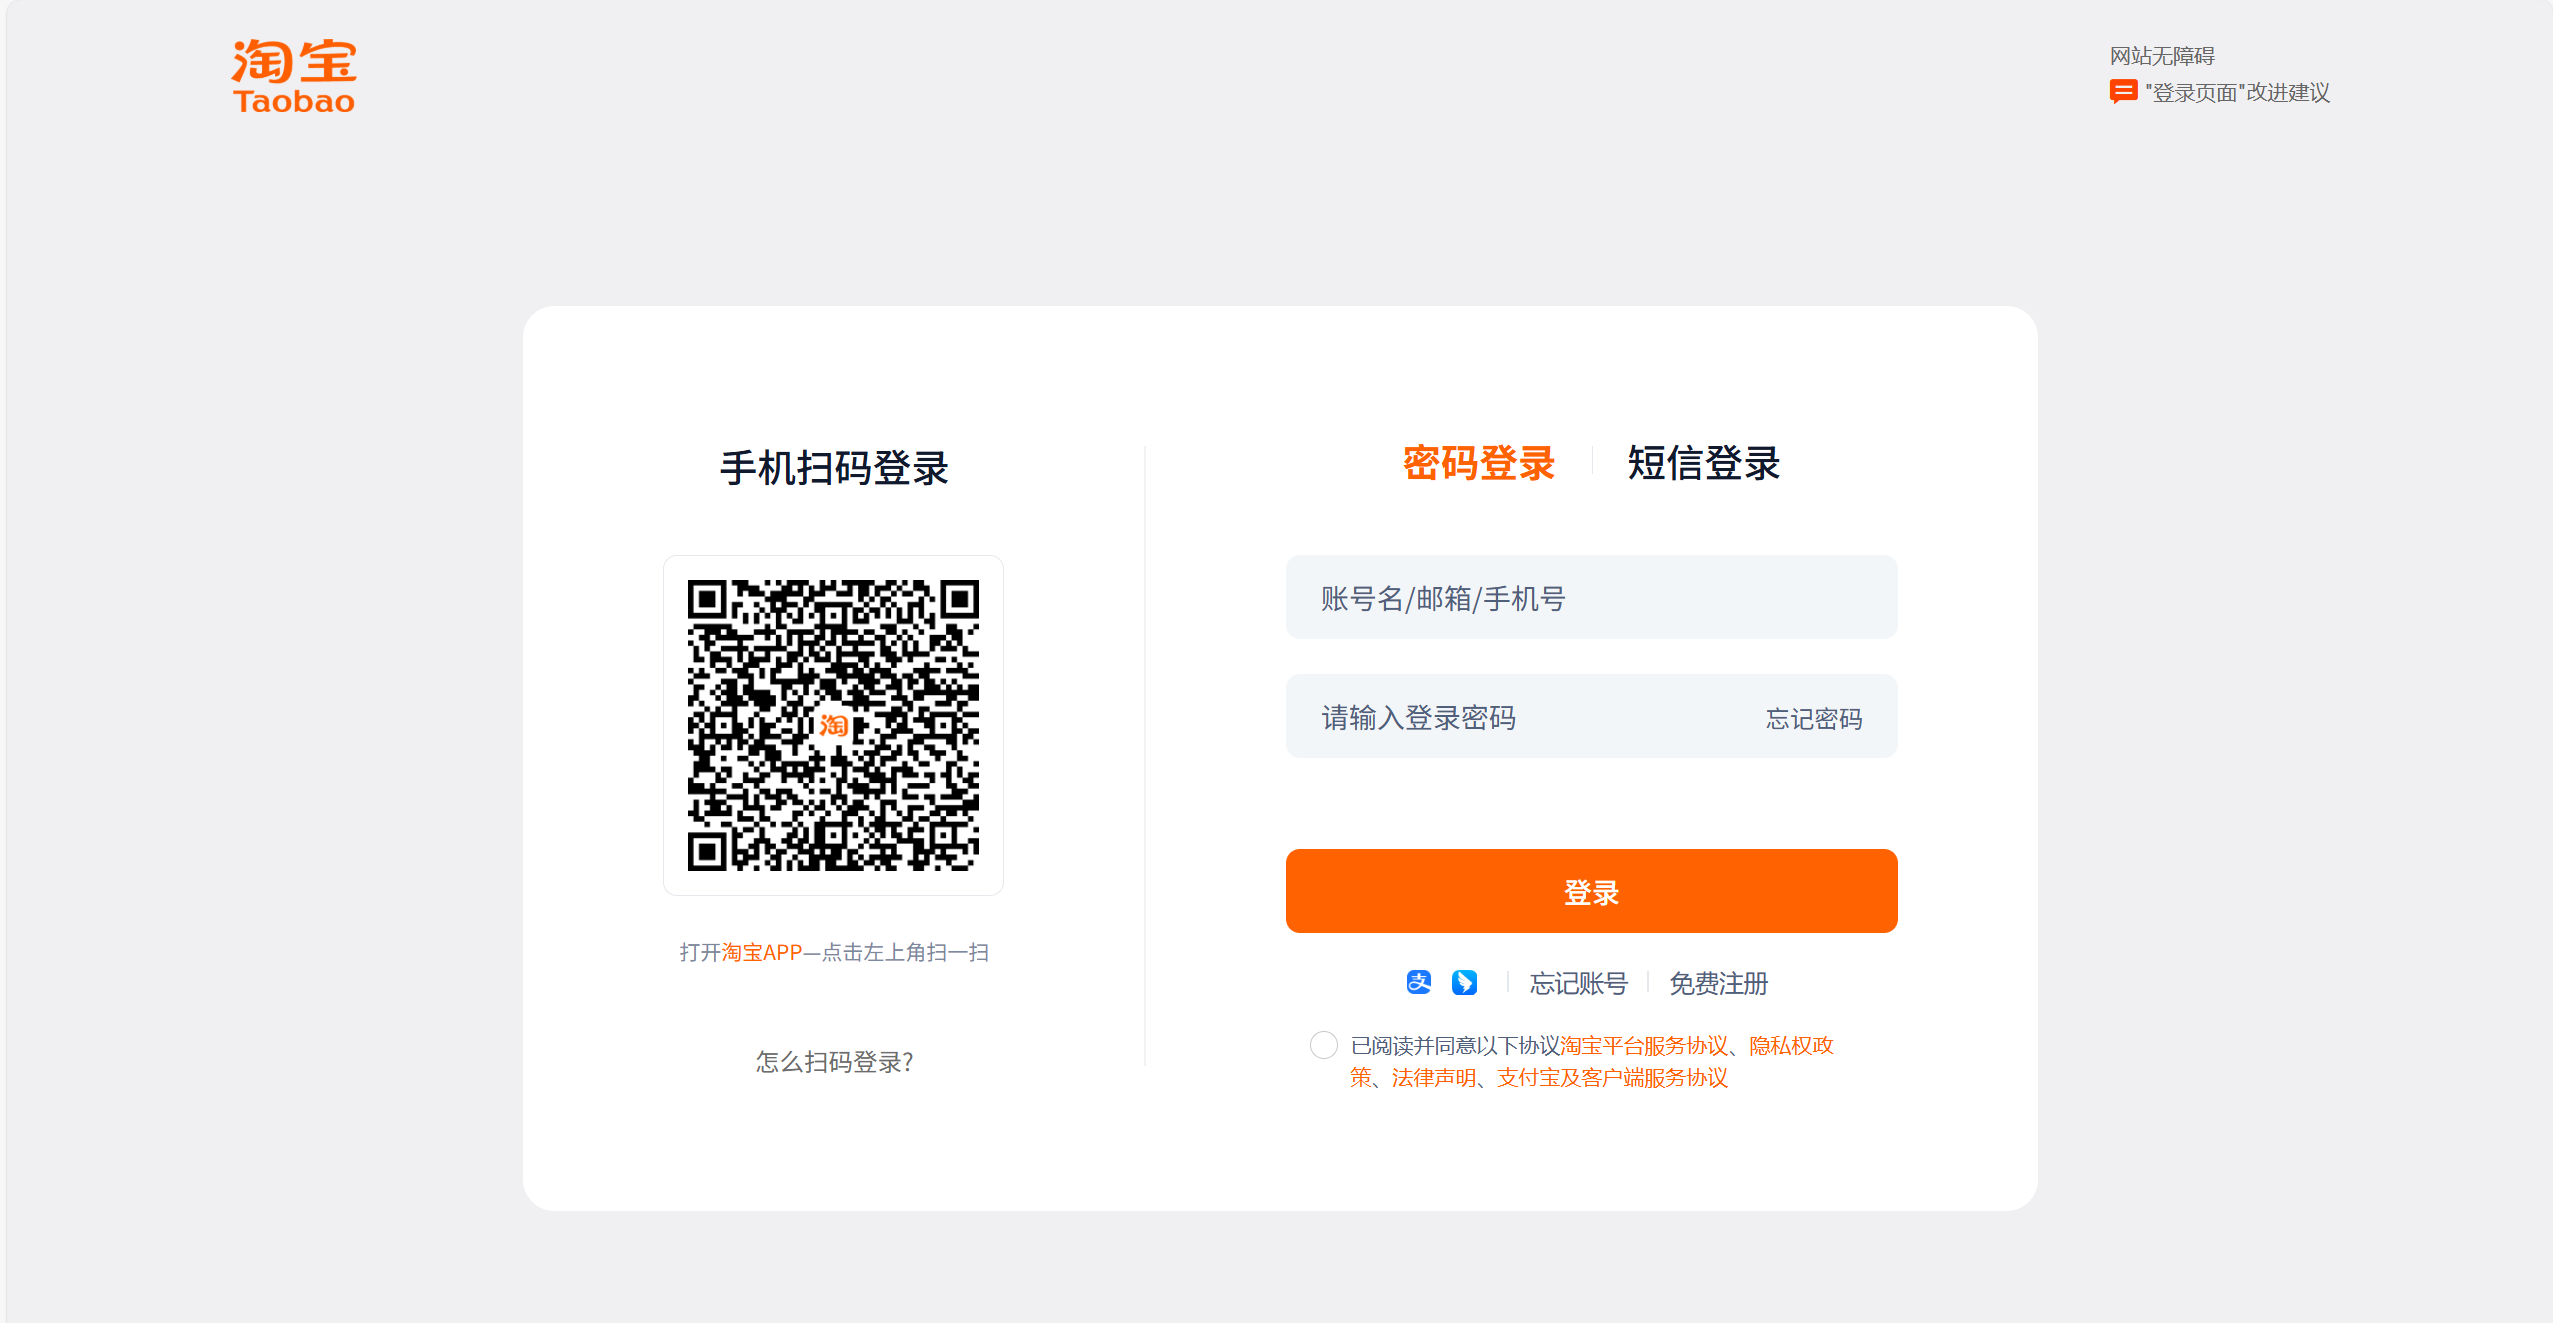 淘宝
Taobao
网站无障碍
"登录页面"改进建议
手机扫码登录
淘
打开淘宝APP—点击左上角扫一扫
怎么扫码登录?
密码登录
短信登录
账号名/邮箱/手机号
请输入登录密码
忘记密码
登录
支
忘记账号
免费注册
已阅读并同意以下协议淘宝平台服务协议、隐私权政
策、法律声明、支付宝及客户端服务协议